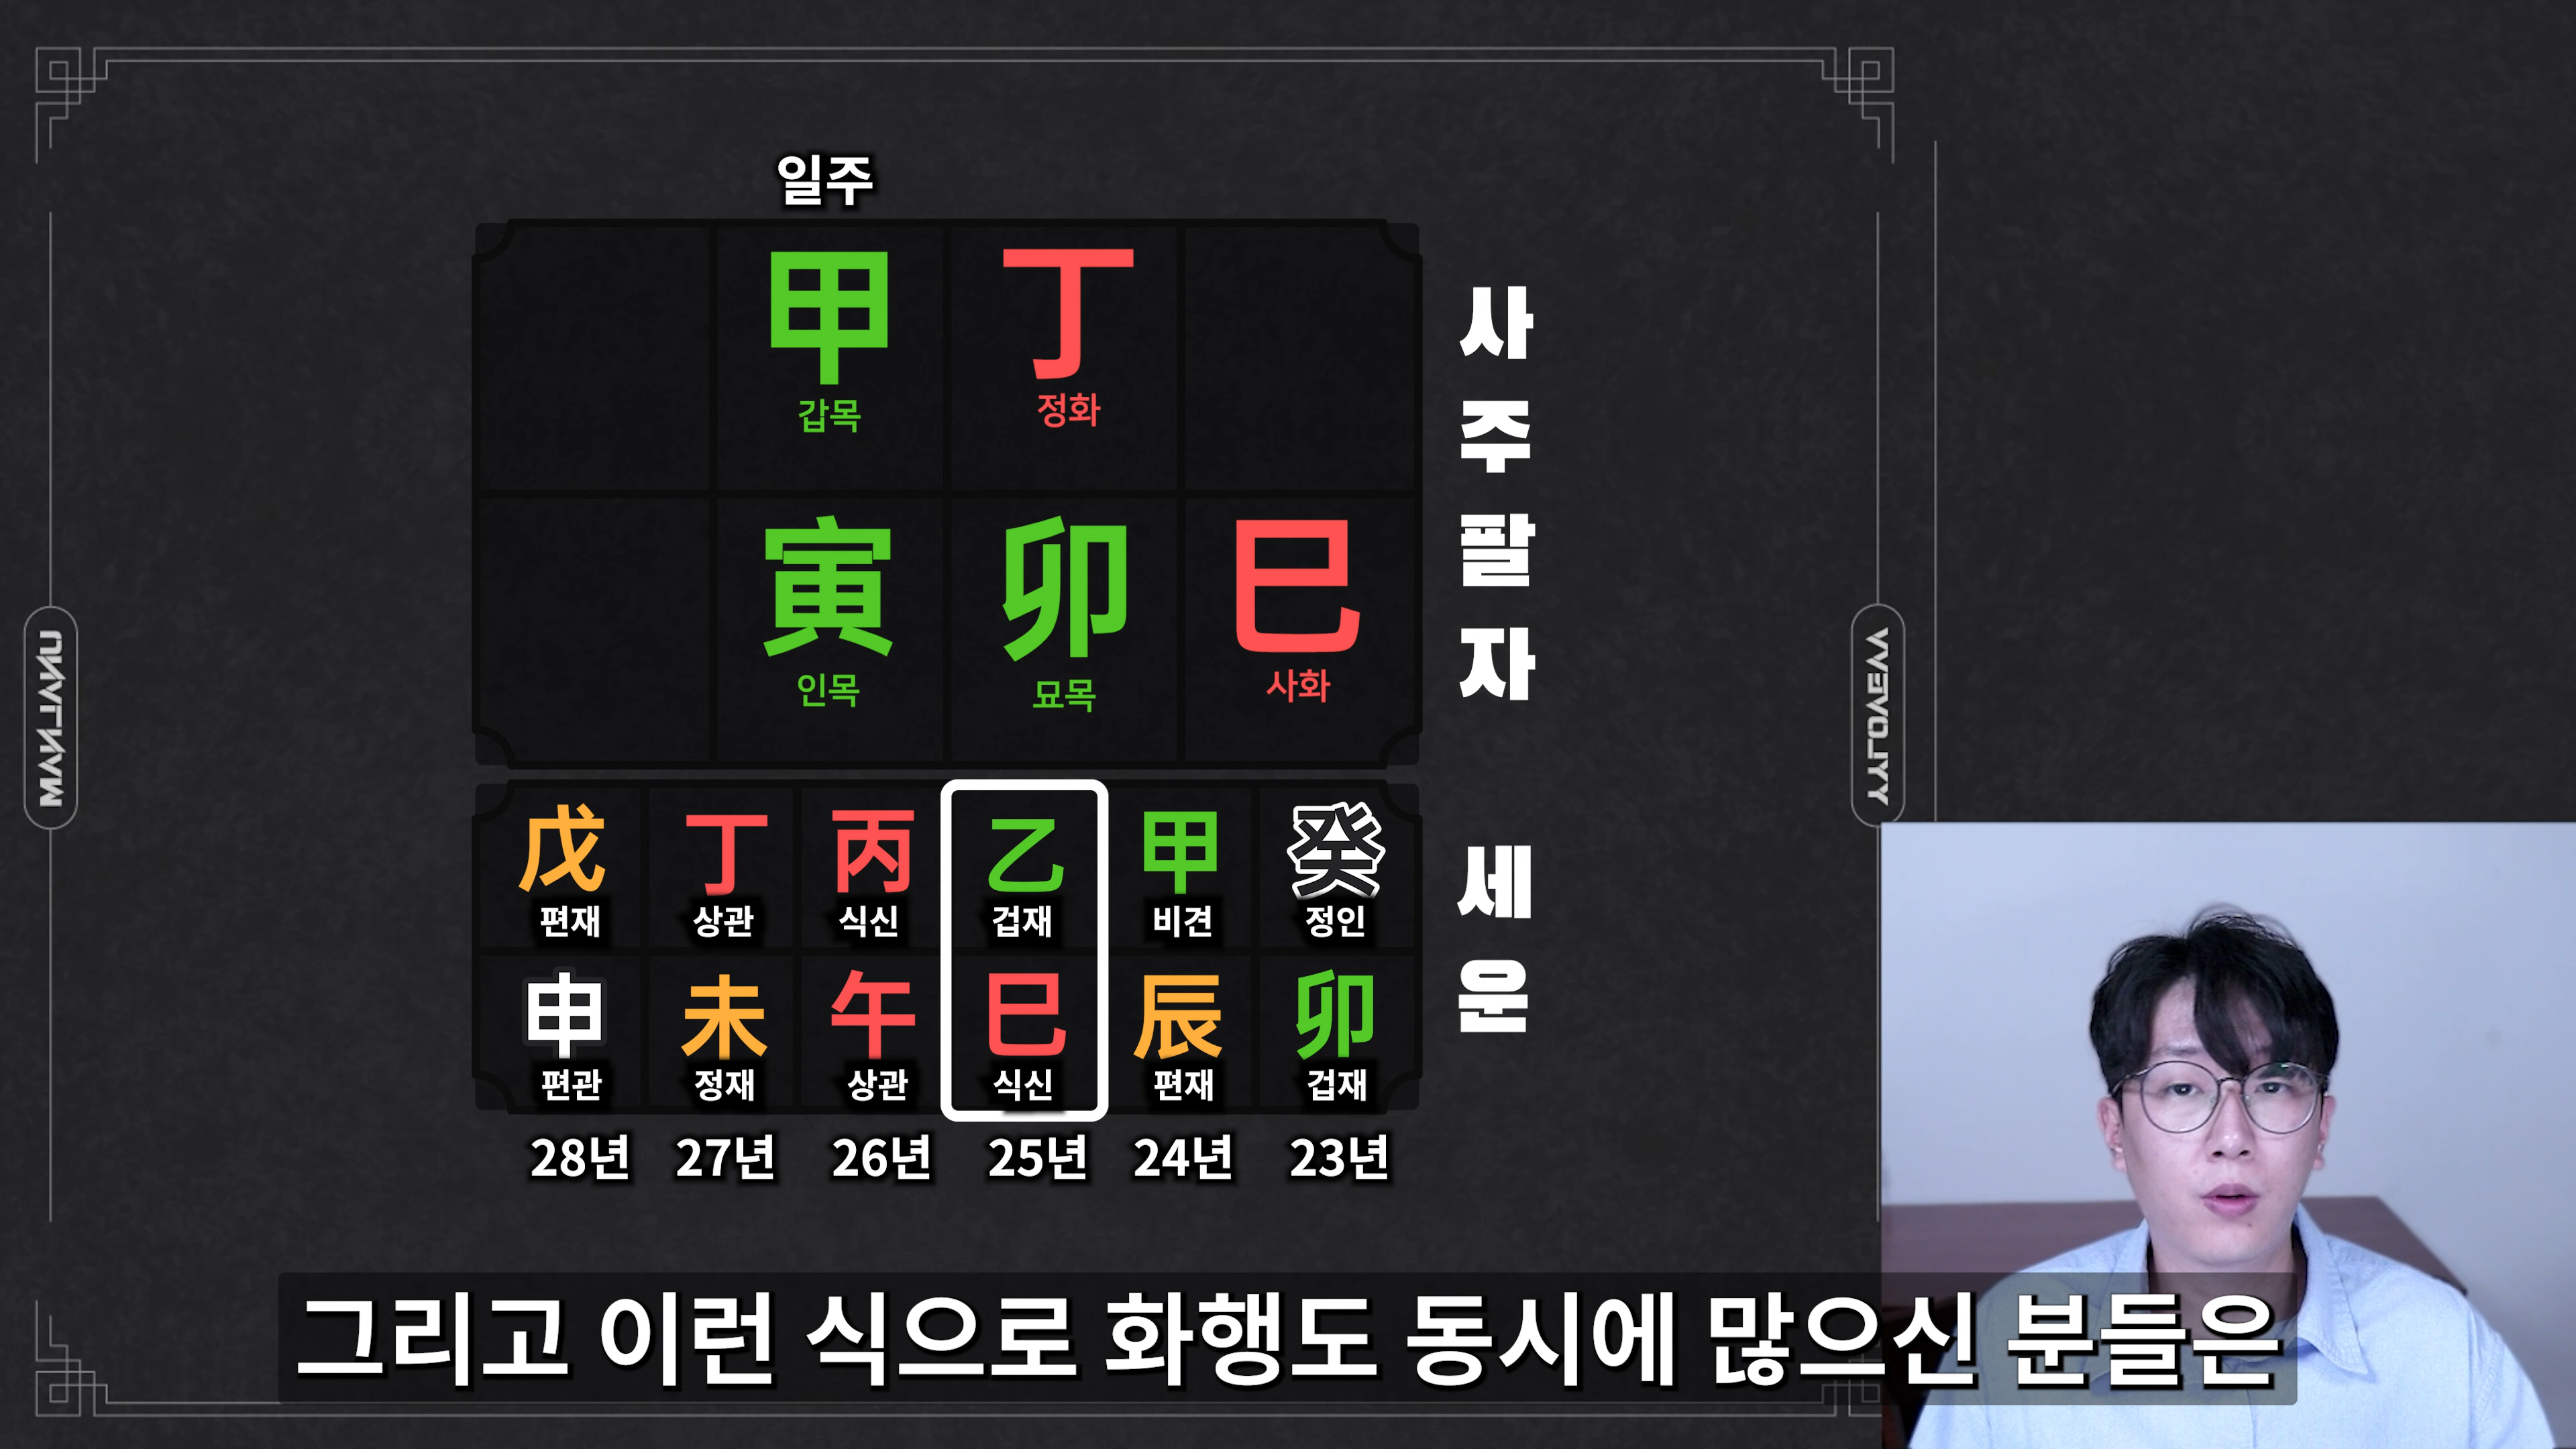 일주
甲 丁
갑목 정화
寅 卯 巳
인목 묘목 사화
사주팔자
戊 丁 丙 乙 甲 癸
편재 상관 식신 겁재 비견 정인
申 未 午 巳 辰 卯
편관 정재 상관 식신 편재 겁재
세운
28년 27년 26년 25년 24년 23년
그리고 이런 식으로 화행도 동시에 많으신 분들은